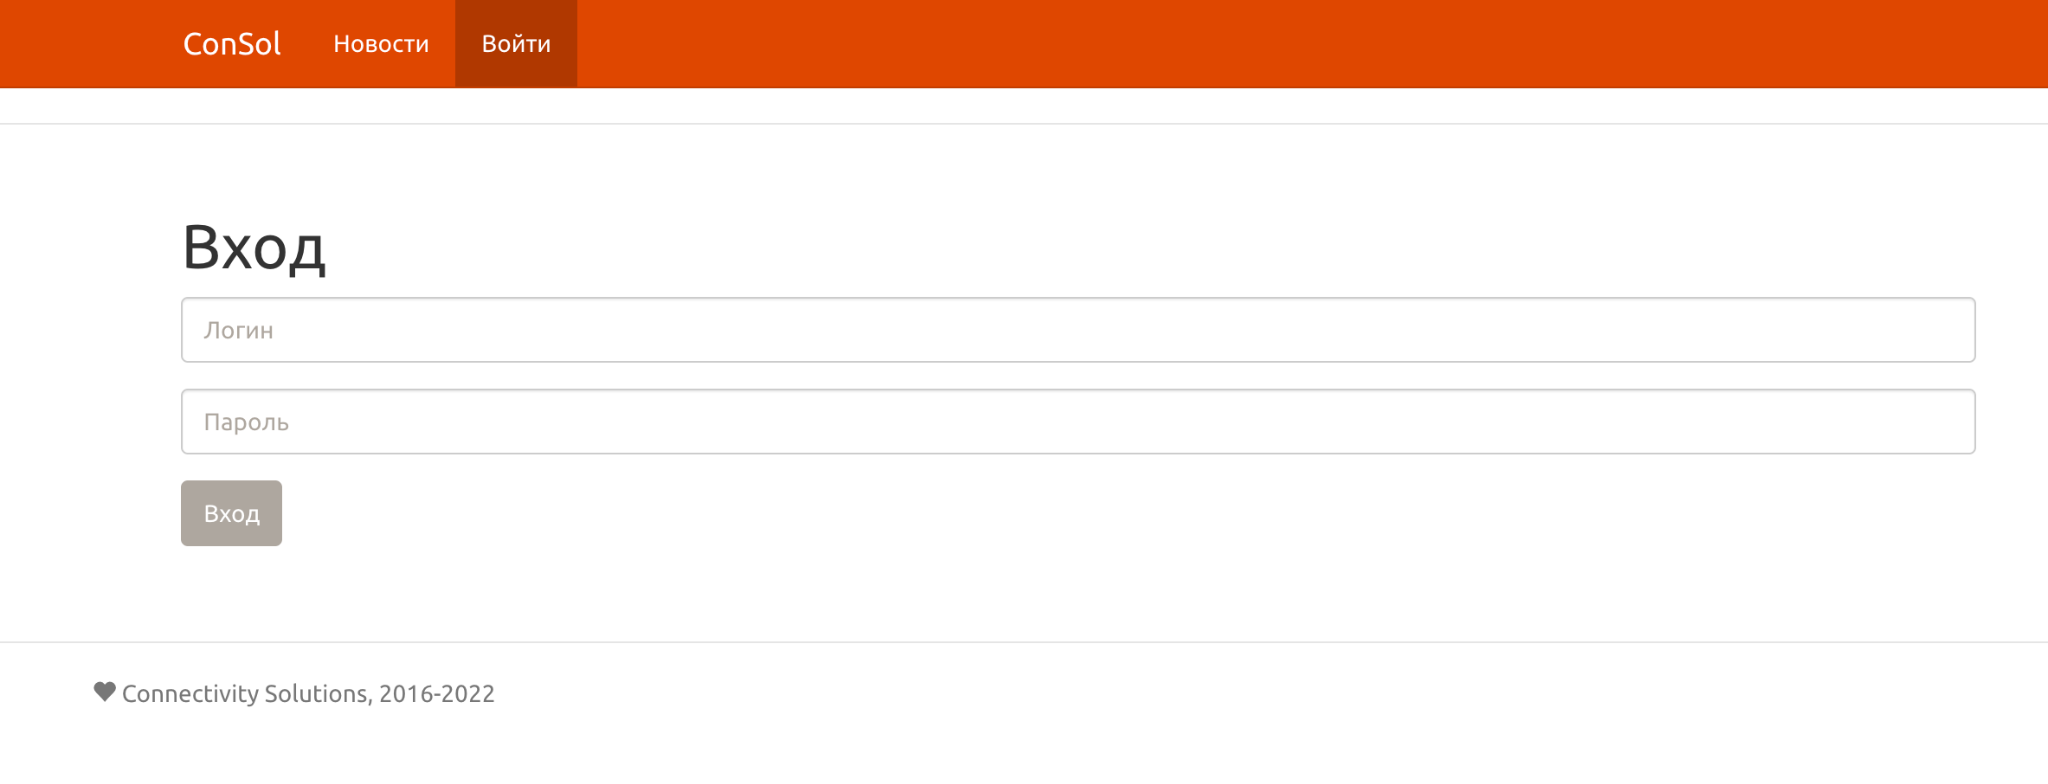 ConSol Новости Войти
Вход
Логин
Пароль
Вход
Connectivity Solutions, 2016-2022